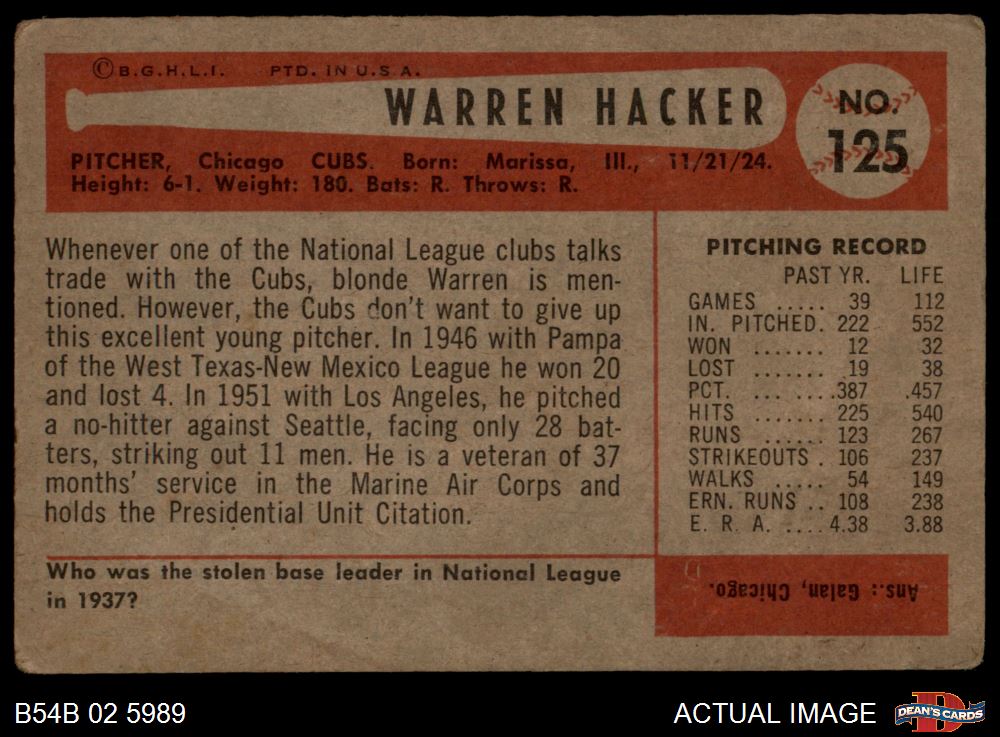 ©B.G.H.L.I. PTD. IN U.S.A.
WARREN HACKER
NO.
125
PITCHER, Chicago CUBS. Born: Marissa, Ill., 11/21/24.
Height: 6-1. Weight: 180. Bats: R. Throws: R.
Whenever one of the National League clubs talks
trade with the Cubs, blonde Warren is men-
tioned. However, the Cubs don't want to give up
this excellent young pitcher. In 1946 with Pampa
of the West Texas-New Mexico League he won 20
and lost 4. In 1951 with Los Angeles, he pitched
a no-hitter against Seattle, facing only 28 bat-
ters, striking out 11 men. He is a veteran of 37
months' service in the Marine Air Corps and
holds the Presidential Unit Citation.
PITCHING RECORD
PAST YR. LIFE
GAMES ..... 39 112
IN. PITCHED. 222 552
WON ....... 12 32
LOST ....... 19 38
PCT. ... .... .387 .457
HITS ....... 225 540
RUNS ...... 123 267
STRIKEOUTS . 106 237
WALKS ..... 54 149
ERN. RUNS .. 108 238
E. R. A. .... 4.38 3.88
Who was the stolen base leader in National League
in 1937?
Ans.: Galan, Chicago.
B54B 02 5989
ACTUAL IMAGE
DEAN'S CARDS